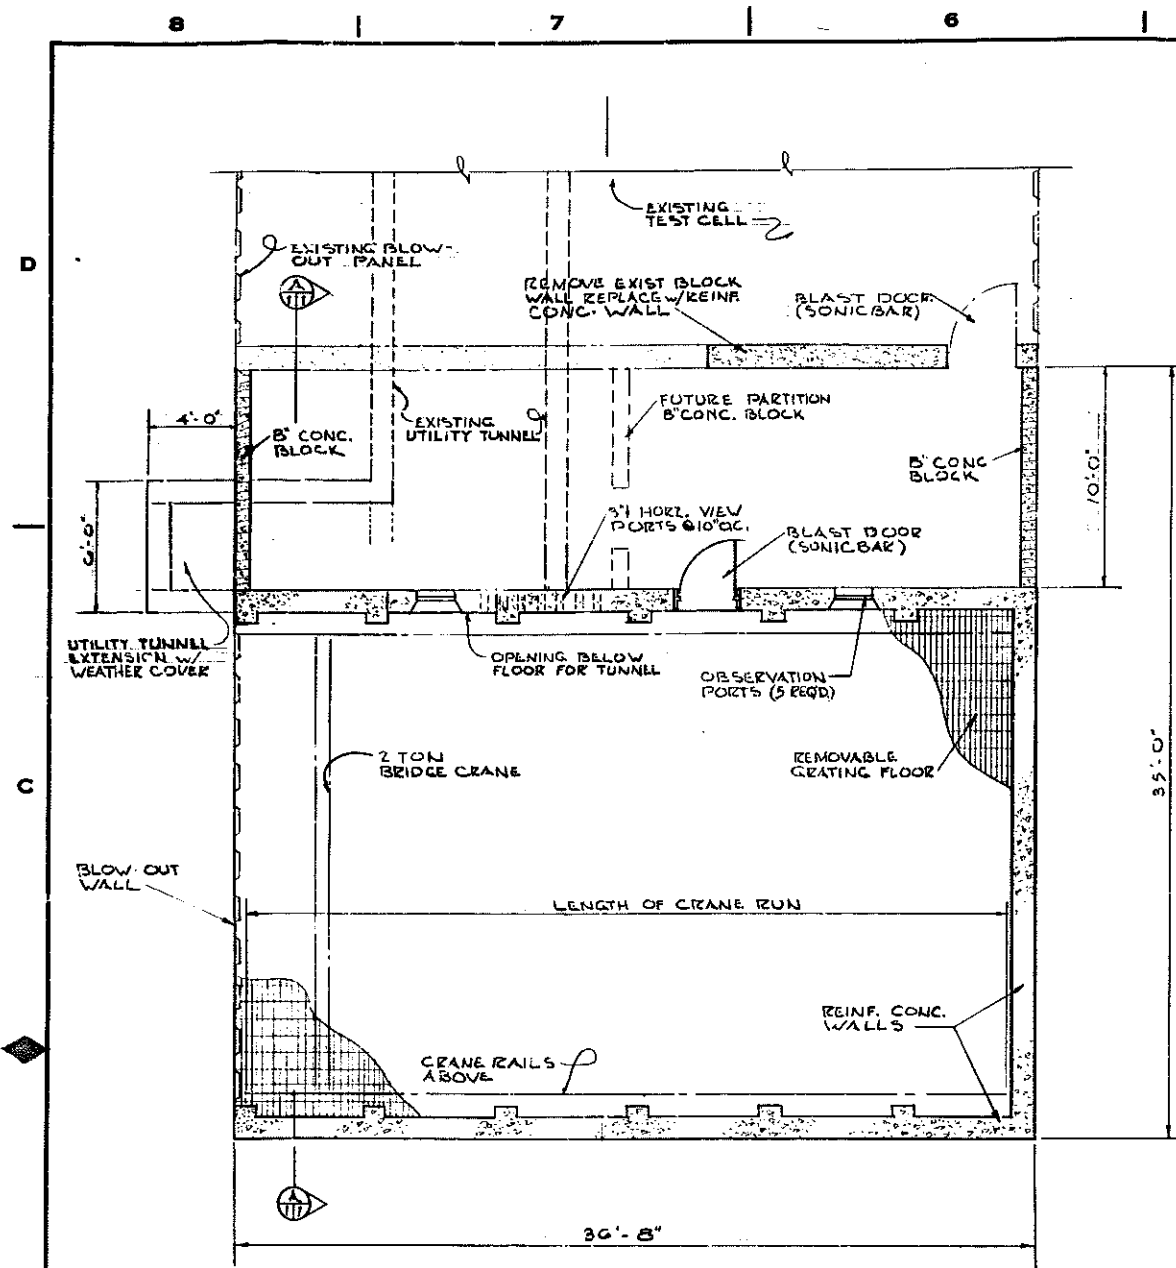 8 7 6
D
EXISTING
TEST CELL
EXISTING BLOW-
OUT PANEL
A
REMOVE EXIST BLOCK
WALL REPLACE W/REINF.
CONC. WALL
BLAST DOOR
(SONICBAR)
4'-0"
8" CONC.
BLOCK
EXISTING
UTILITY TUNNEL
FUTURE PARTITION
8" CONC. BLOCK
8" CONC
BLOCK
10'-0"
6'-0"
HORZ. VIEW
PORTS @10"OC.
BLAST DOOR
(SONICBAR)
UTILITY TUNNEL
EXTENSION W/
WEATHER COVER
OPENING BELOW
FLOOR FOR TUNNEL
OBSERVATION
PORTS (5 REQD.)
C
2 TON
BRIDGE CRANE
REMOVABLE
GRATING FLOOR
35'-0"
BLOW-OUT
WALL
LENGTH OF CRANE RUN
REINF. CONC.
WALLS
CRANE RAILS
ABOVE
A
36'-8"